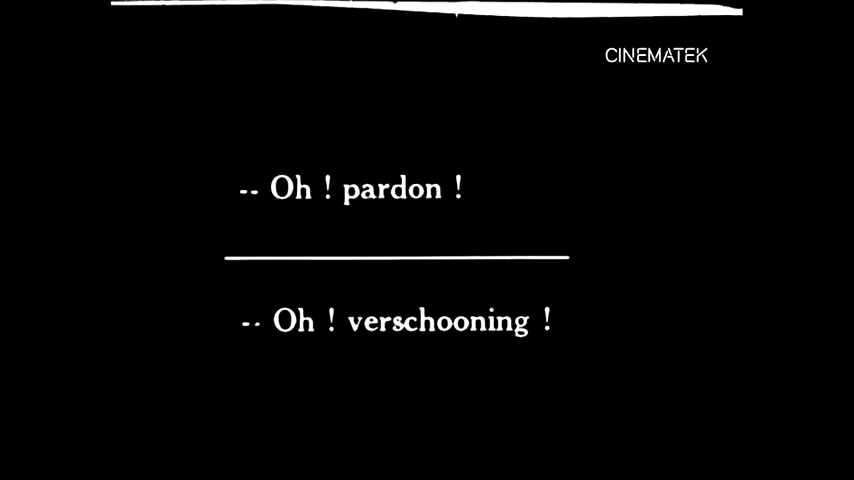 CINEMATEK
-- Oh ! pardon !
-- Oh ! verschooning !